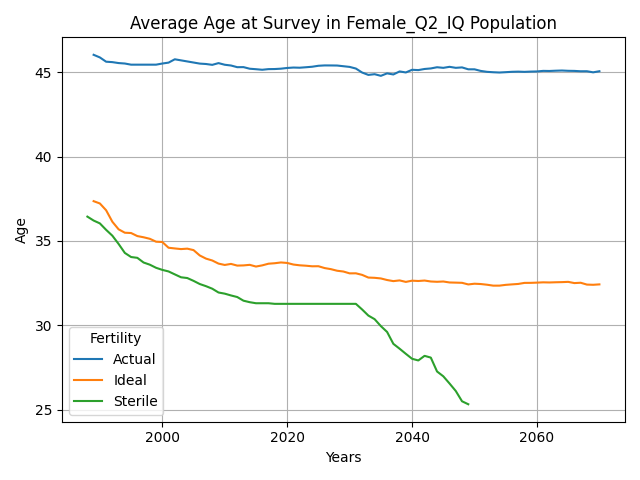 Average Age at Survey in Female_Q2_IQ Population
45
40
35
30
25
Age
Fertility
Actual
Ideal
Sterile
2000
2020
2040
2060
Years